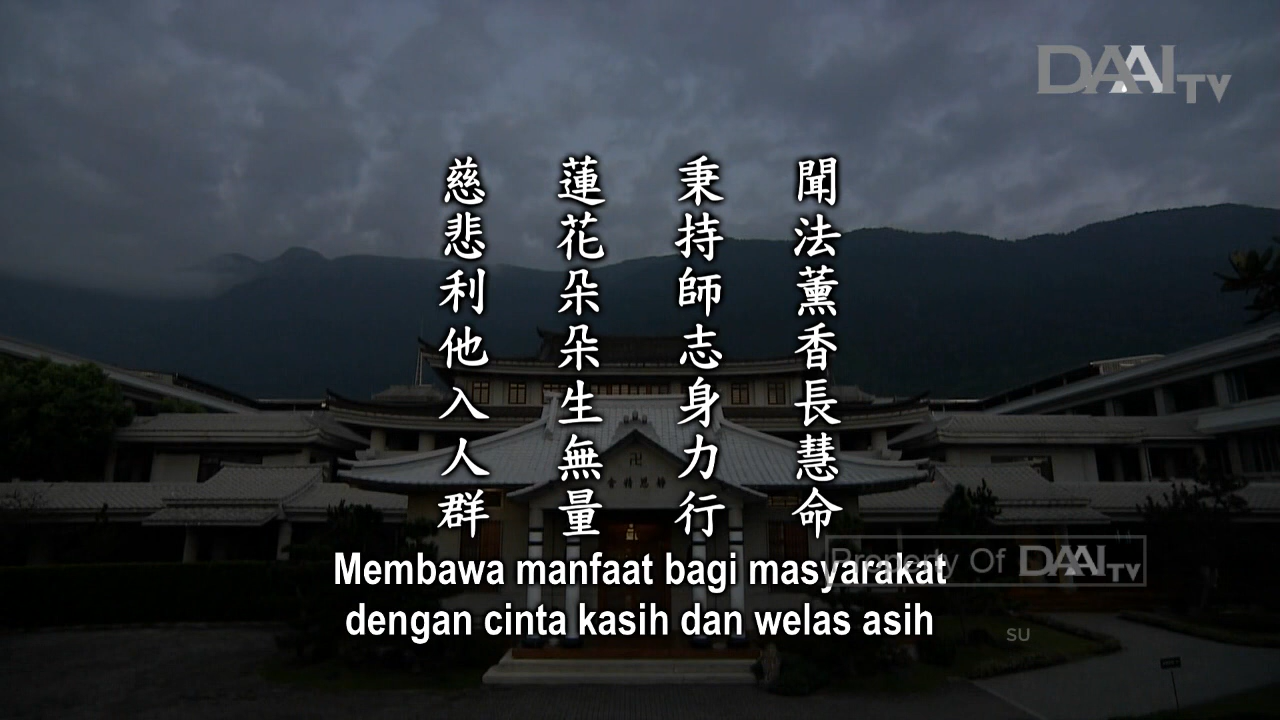 DAAI TV
聞法薰香長慧命
秉持師志身力行
蓮花朵朵生無量
慈悲利他入人群
Membawa manfaat bagi masyarakat
dengan cinta kasih dan welas asih
Property Of DAAI TV
SU